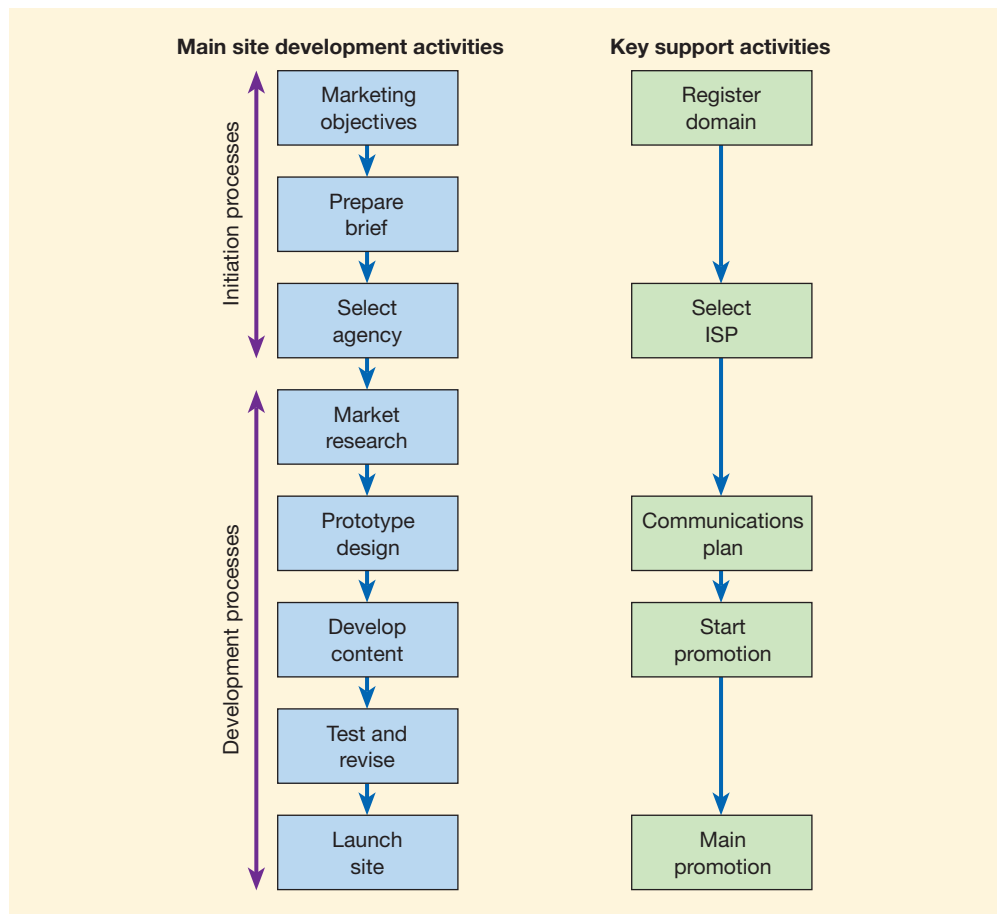 Main site development activities
Key support activities
Initiation processes
Marketing
objectives
Register
domain
Prepare
brief
Select
agency
Select
ISP
Development processes
Market
research
Prototype
design
Communications
plan
Develop
content
Start
promotion
Test and
revise
Launch
site
Main
promotion